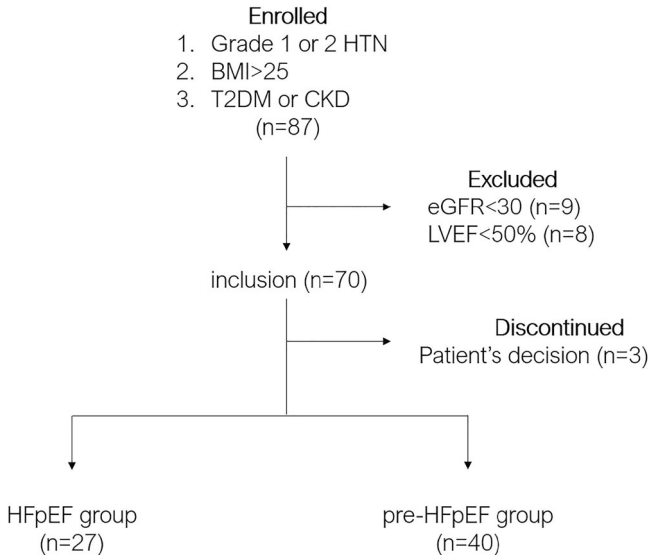 Enrolled
1. Grade 1 or 2 HTN
2. BMI>25
3. T2DM or CKD
(n=87)
Excluded
eGFR<30 (n=9)
LVEF<50% (n=8)
inclusion (n=70)
Discontinued
Patient's decision (n=3)
HFpEF group
(n=27)
pre-HFpEF group
(n=40)